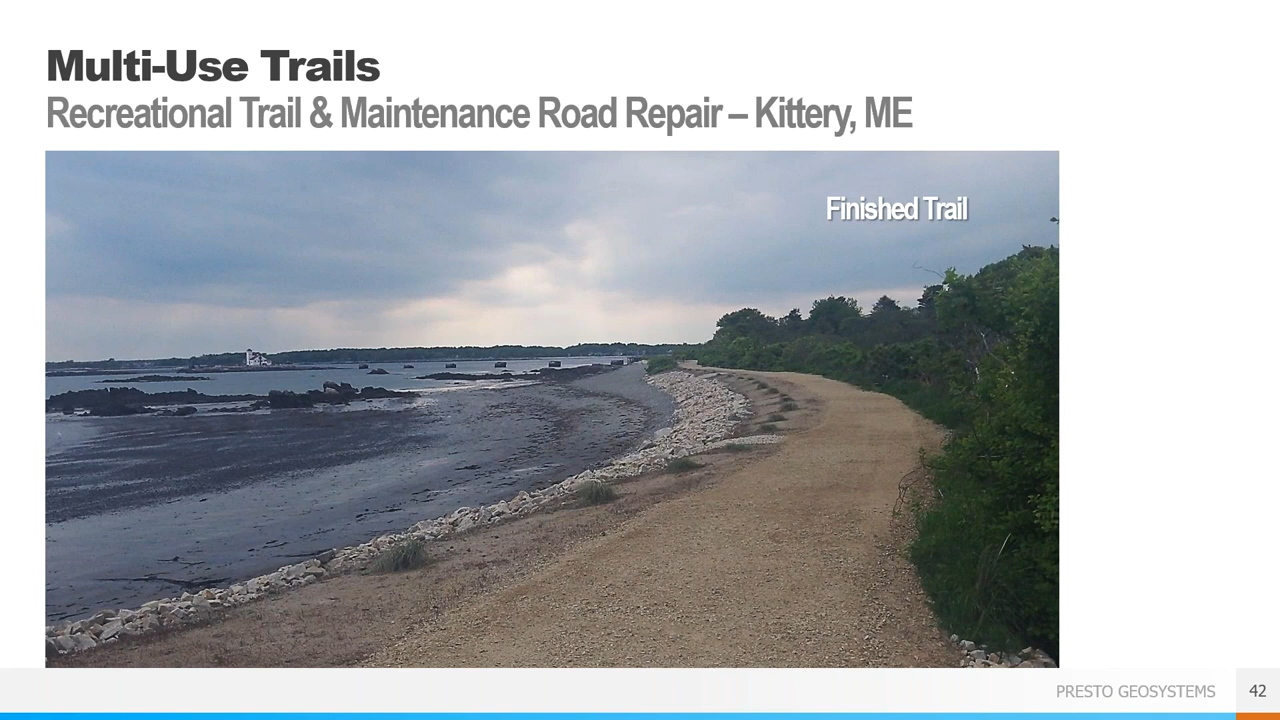 Multi-Use Trails
Recreational Trail & Maintenance Road Repair – Kittery, ME
Finished Trail
PRESTO GEOSYSTEMS
42